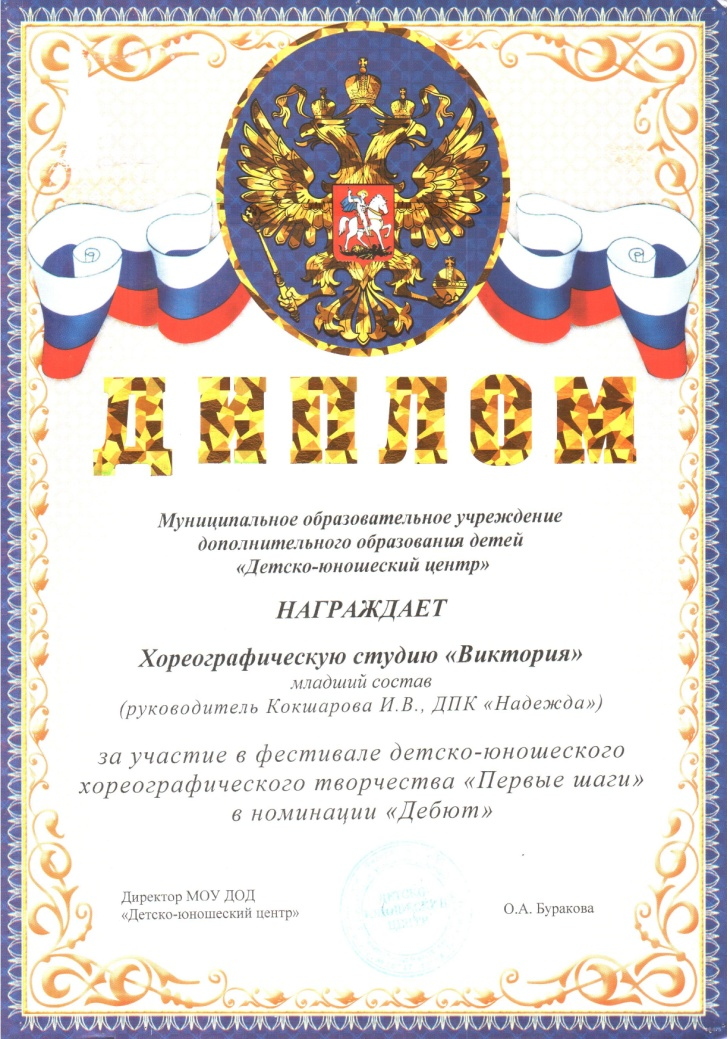 ДИПЛОМ
Муниципальное образовательное учреждение
дополнительного образования детей
«Детско-юношеский центр»
НАГРАЖДАЕТ
Хореографическую студию «Виктория»
младший состав
(руководитель Кокшарова И.В., ДПК «Надежда»)
за участие в фестивале детско-юношеского
хореографического творчества «Первые шаги»
в номинации «Дебют»
Директор МОУ ДОД
«Детско-юношеский центр»
О.А. Буракова